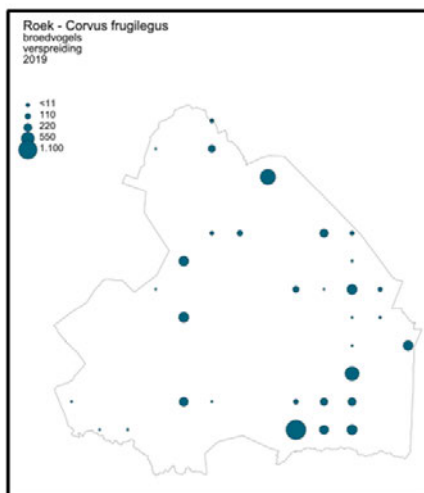 Roek - Corvus frugilegus
broedvogels
verspreiding
2019
<11
110
220
550
1.100